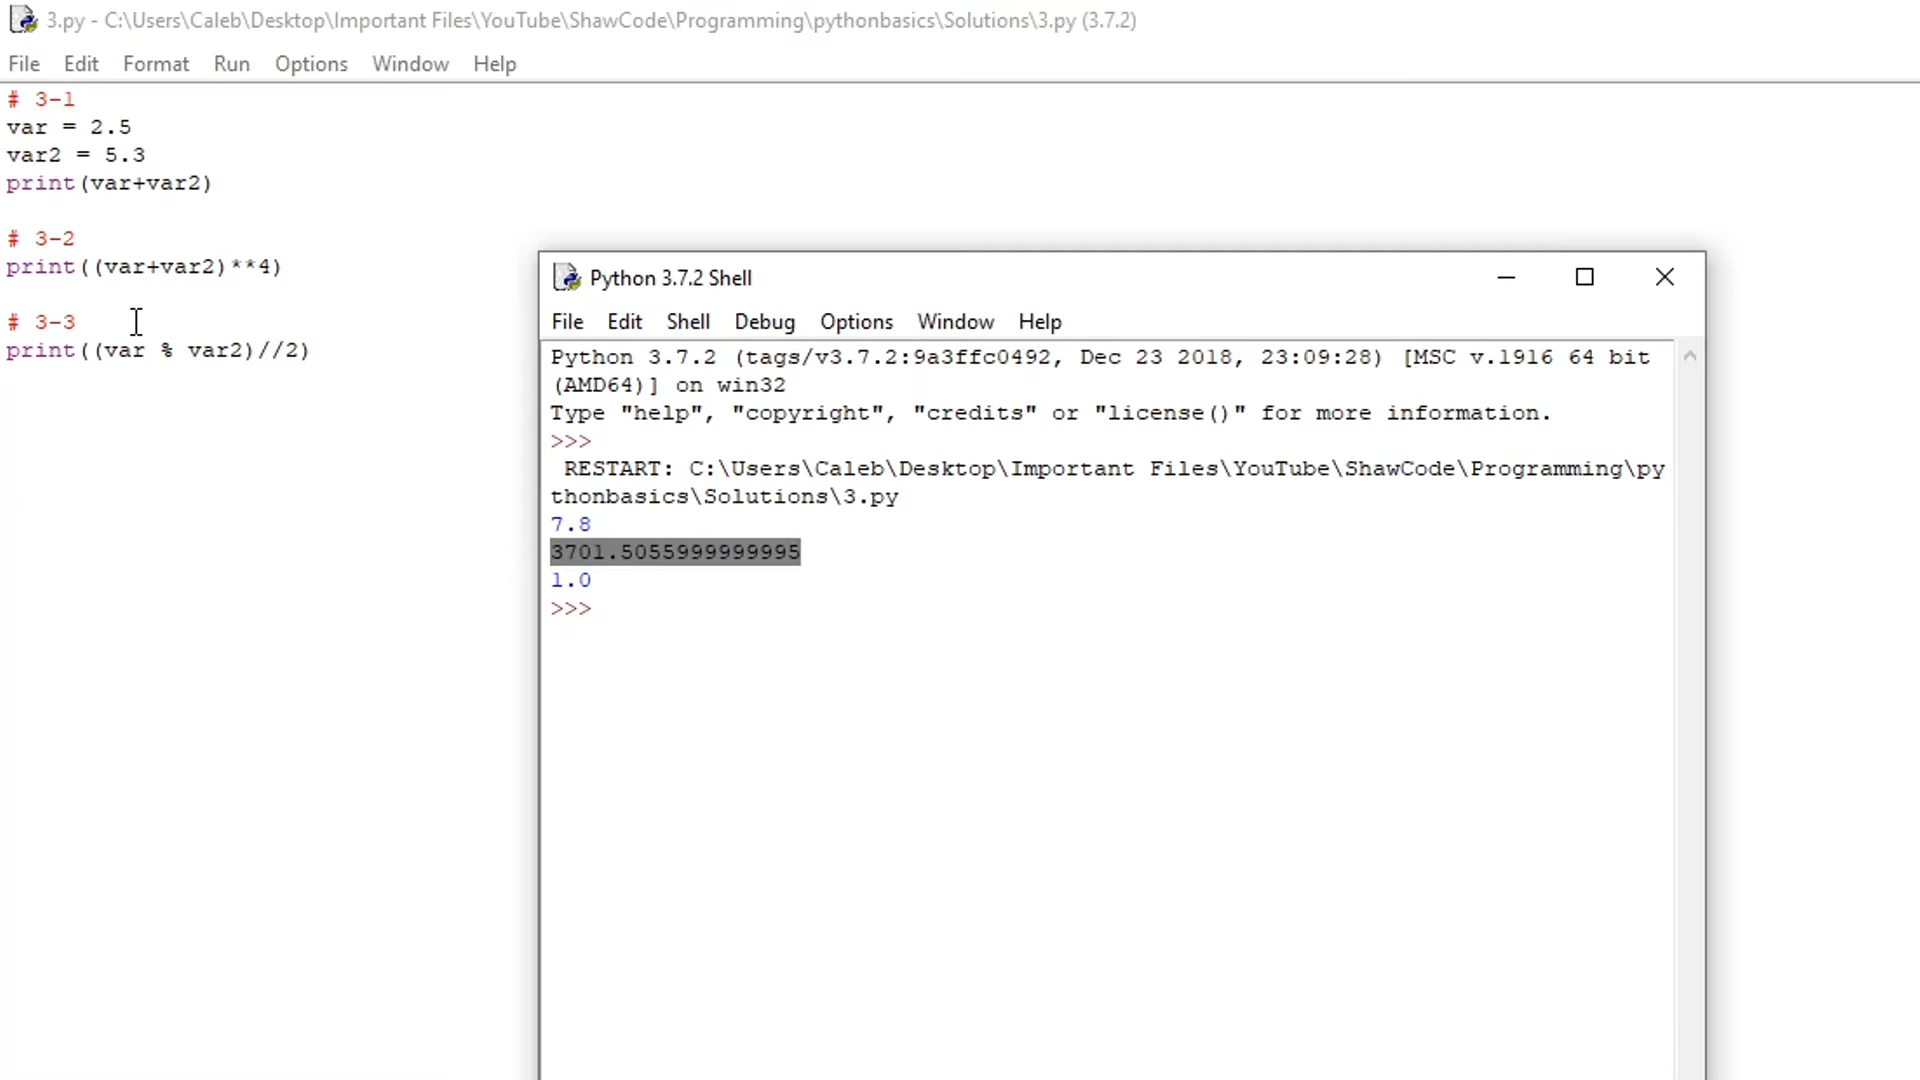 3.py - C:\Users\Caleb\Desktop\Important Files\YouTube\ShawCode\Programming\pythonbasics\Solutions\3.py (3.7.2)
File Edit Format Run Options Window Help
# 3-1
var = 2.5
var2 = 5.3
print(var+var2)
# 3-2
print((var+var2)**4)
# 3-3
print((var % var2)//2)
Python 3.7.2 Shell
File Edit Shell Debug Options Window Help
Python 3.7.2 (tags/v3.7.2:9a3ffc0492, Dec 23 2018, 23:09:28) [MSC v.1916 64 bit
(AMD64)] on win32
Type "help", "copyright", "credits" or "license()" for more information.
>>>
RESTART: C:\Users\Caleb\Desktop\Important Files\YouTube\ShawCode\Programming\py
thonbasics\Solutions\3.py
7.8
3701.5055999999995
1.0
>>>